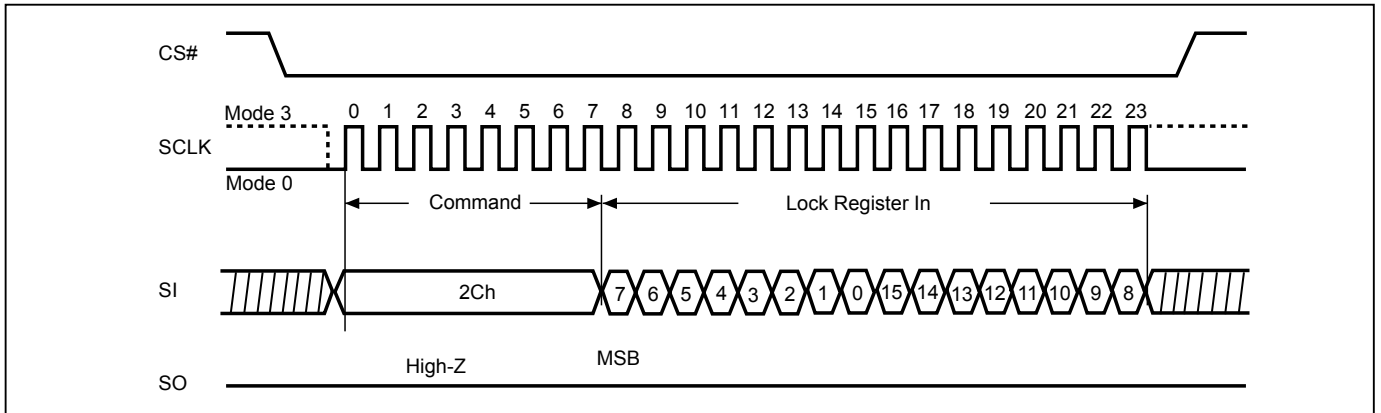 CS#
Mode 3
0 1 2 3 4 5 6 7 8 9 10 11 12 13 14 15 16 17 18 19 20 21 22 23
SCLK
Mode 0
Command
Lock Register In
SI
2Ch
7 6 5 4 3 2 1 0 15 14 13 12 11 10 9 8
High-Z
MSB
SO